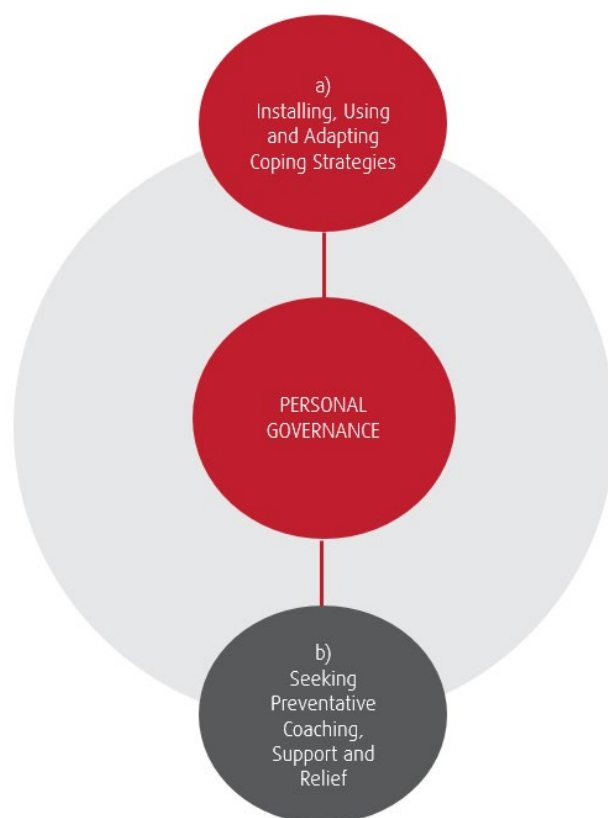 a)
Installing, Using
and Adapting
Coping Strategies
PERSONAL
GOVERNANCE
b)
Seeking
Preventative
Coaching,
Support and
Relief